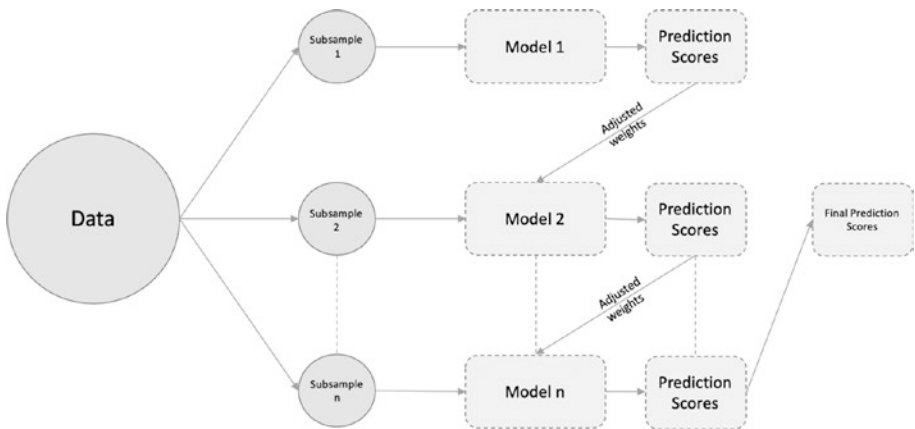 Subsample
1
Model 1
Prediction
Scores
Adjusted
weights
Data
Subsample
2
Model 2
Prediction
Scores
Final Prediction
Scores
Adjusted
weights
Subsample
n
Model n
Prediction
Scores